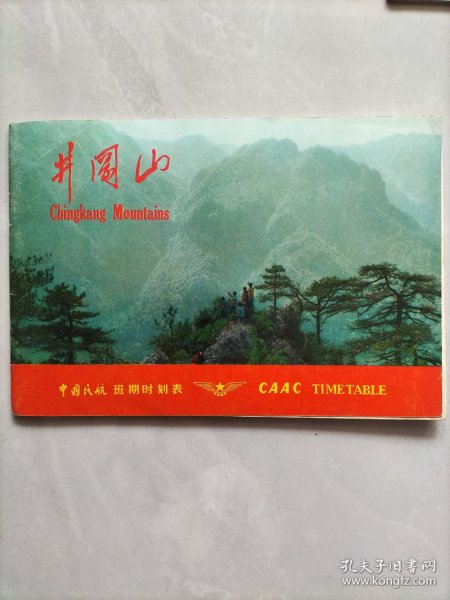 井冈山
Chingkang Mountains
中国民航 班期时刻表 CAAC TIMETABLE
孔夫子旧书网
www.kongfz.com